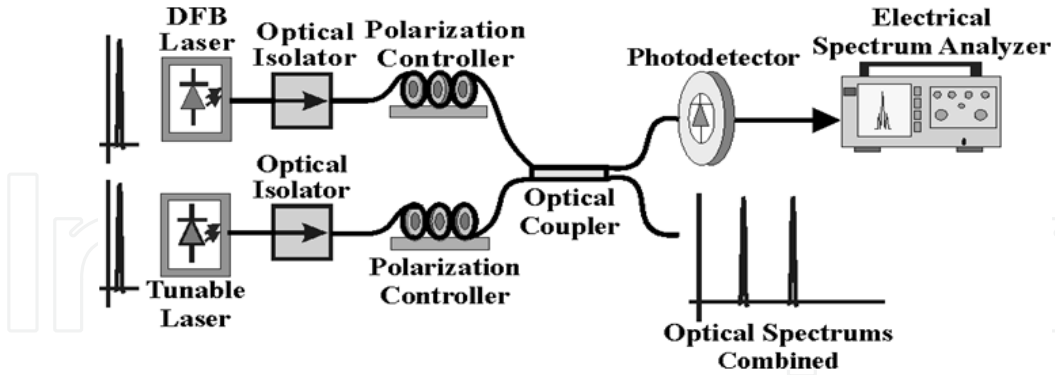 DFB
Laser
Optical
Isolator
Polarization
Controller
Photodetector
Electrical
Spectrum Analyzer
Tunable
Laser
Optical
Isolator
Polarization
Controller
Optical
Coupler
Optical Spectrums
Combined